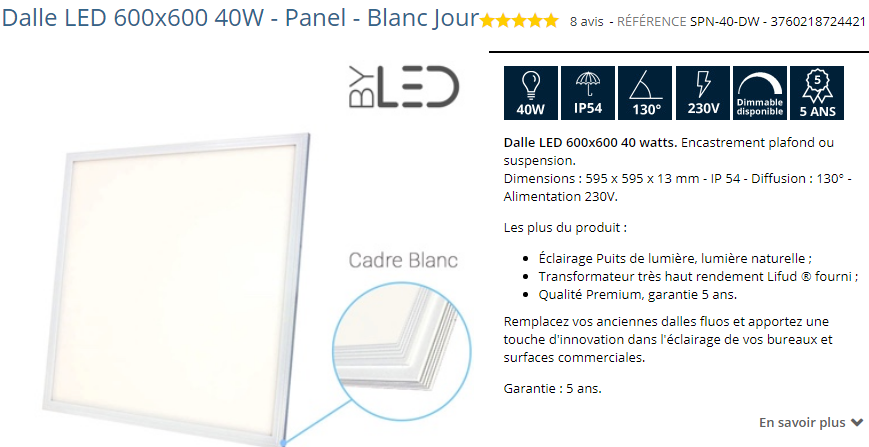 Dalle LED 600x600 40W - Panel - Blanc Jour
8 avis - RÉFÉRENCE SPN-40-DW - 3760218724421
BY LED
40W
IP54
130°
230V
Dimmable
disponible
5
5 ANS
Dalle LED 600x600 40 watts. Encastrement plafond ou
suspension.
Dimensions : 595 x 595 x 13 mm - IP 54 - Diffusion : 130° -
Alimentation 230V.
Les plus du produit :
Éclairage Puits de lumière, lumière naturelle ;
Transformateur très haut rendement Lifud ® fourni ;
Qualité Premium, garantie 5 ans.
Cadre Blanc
Remplacez vos anciennes dalles fluos et apportez une
touche d'innovation dans l'éclairage de vos bureaux et
surfaces commerciales.
Garantie : 5 ans.
En savoir plus